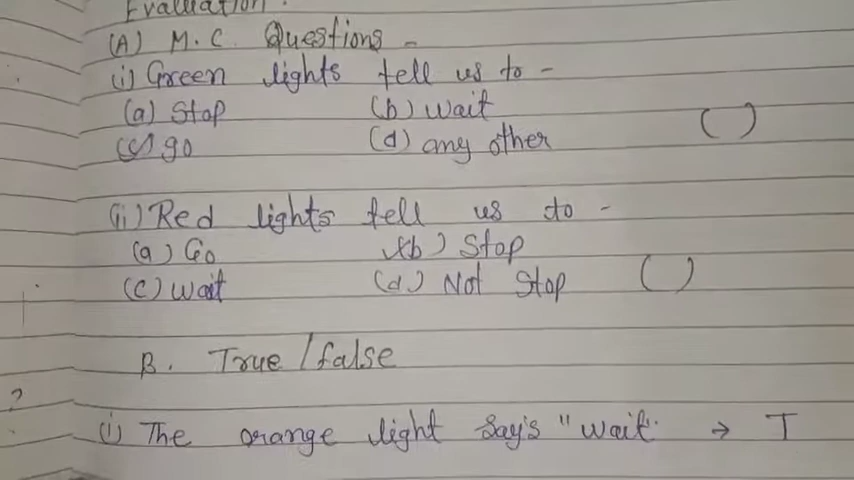 Evaluation.
(A) M.C. Questions -
(i) Green lights tell us to -
(a) Stop (b) wait
(c) go (d) any other ( )
(ii) Red lights tell us to -
(a) Go (b) Stop
(c) wait (d) Not Stop ( )
B. True/false
(i) The orange light Say's "wait" → T
?